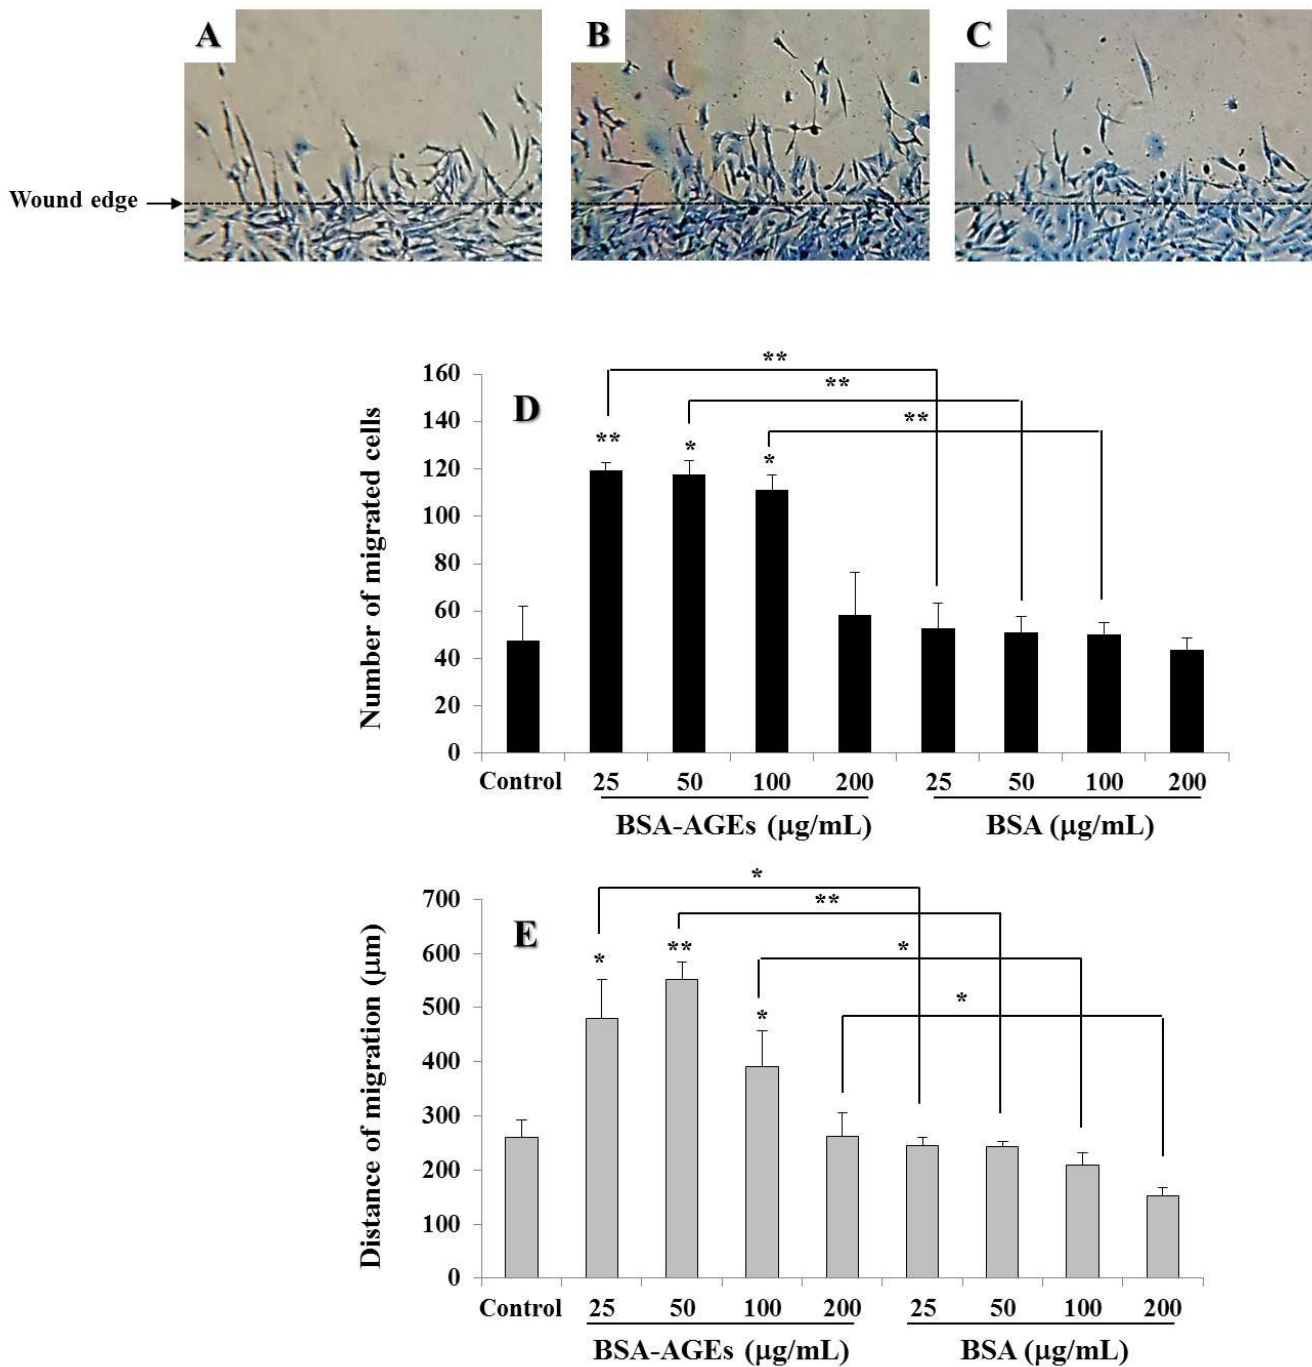 A
B
C
Wound edge
**
**
**
D
**
*
*
160
140
120
100
80
60
40
20
0
Number of migrated cells
Control 25 50 100 200 25 50 100 200
BSA-AGEs (μg/mL) BSA (μg/mL)
*
**
*
*
E
*
**
*
700
600
500
400
300
200
100
0
Distance of migration (μm)
Control 25 50 100 200 25 50 100 200
BSA-AGEs (μg/mL) BSA (μg/mL)